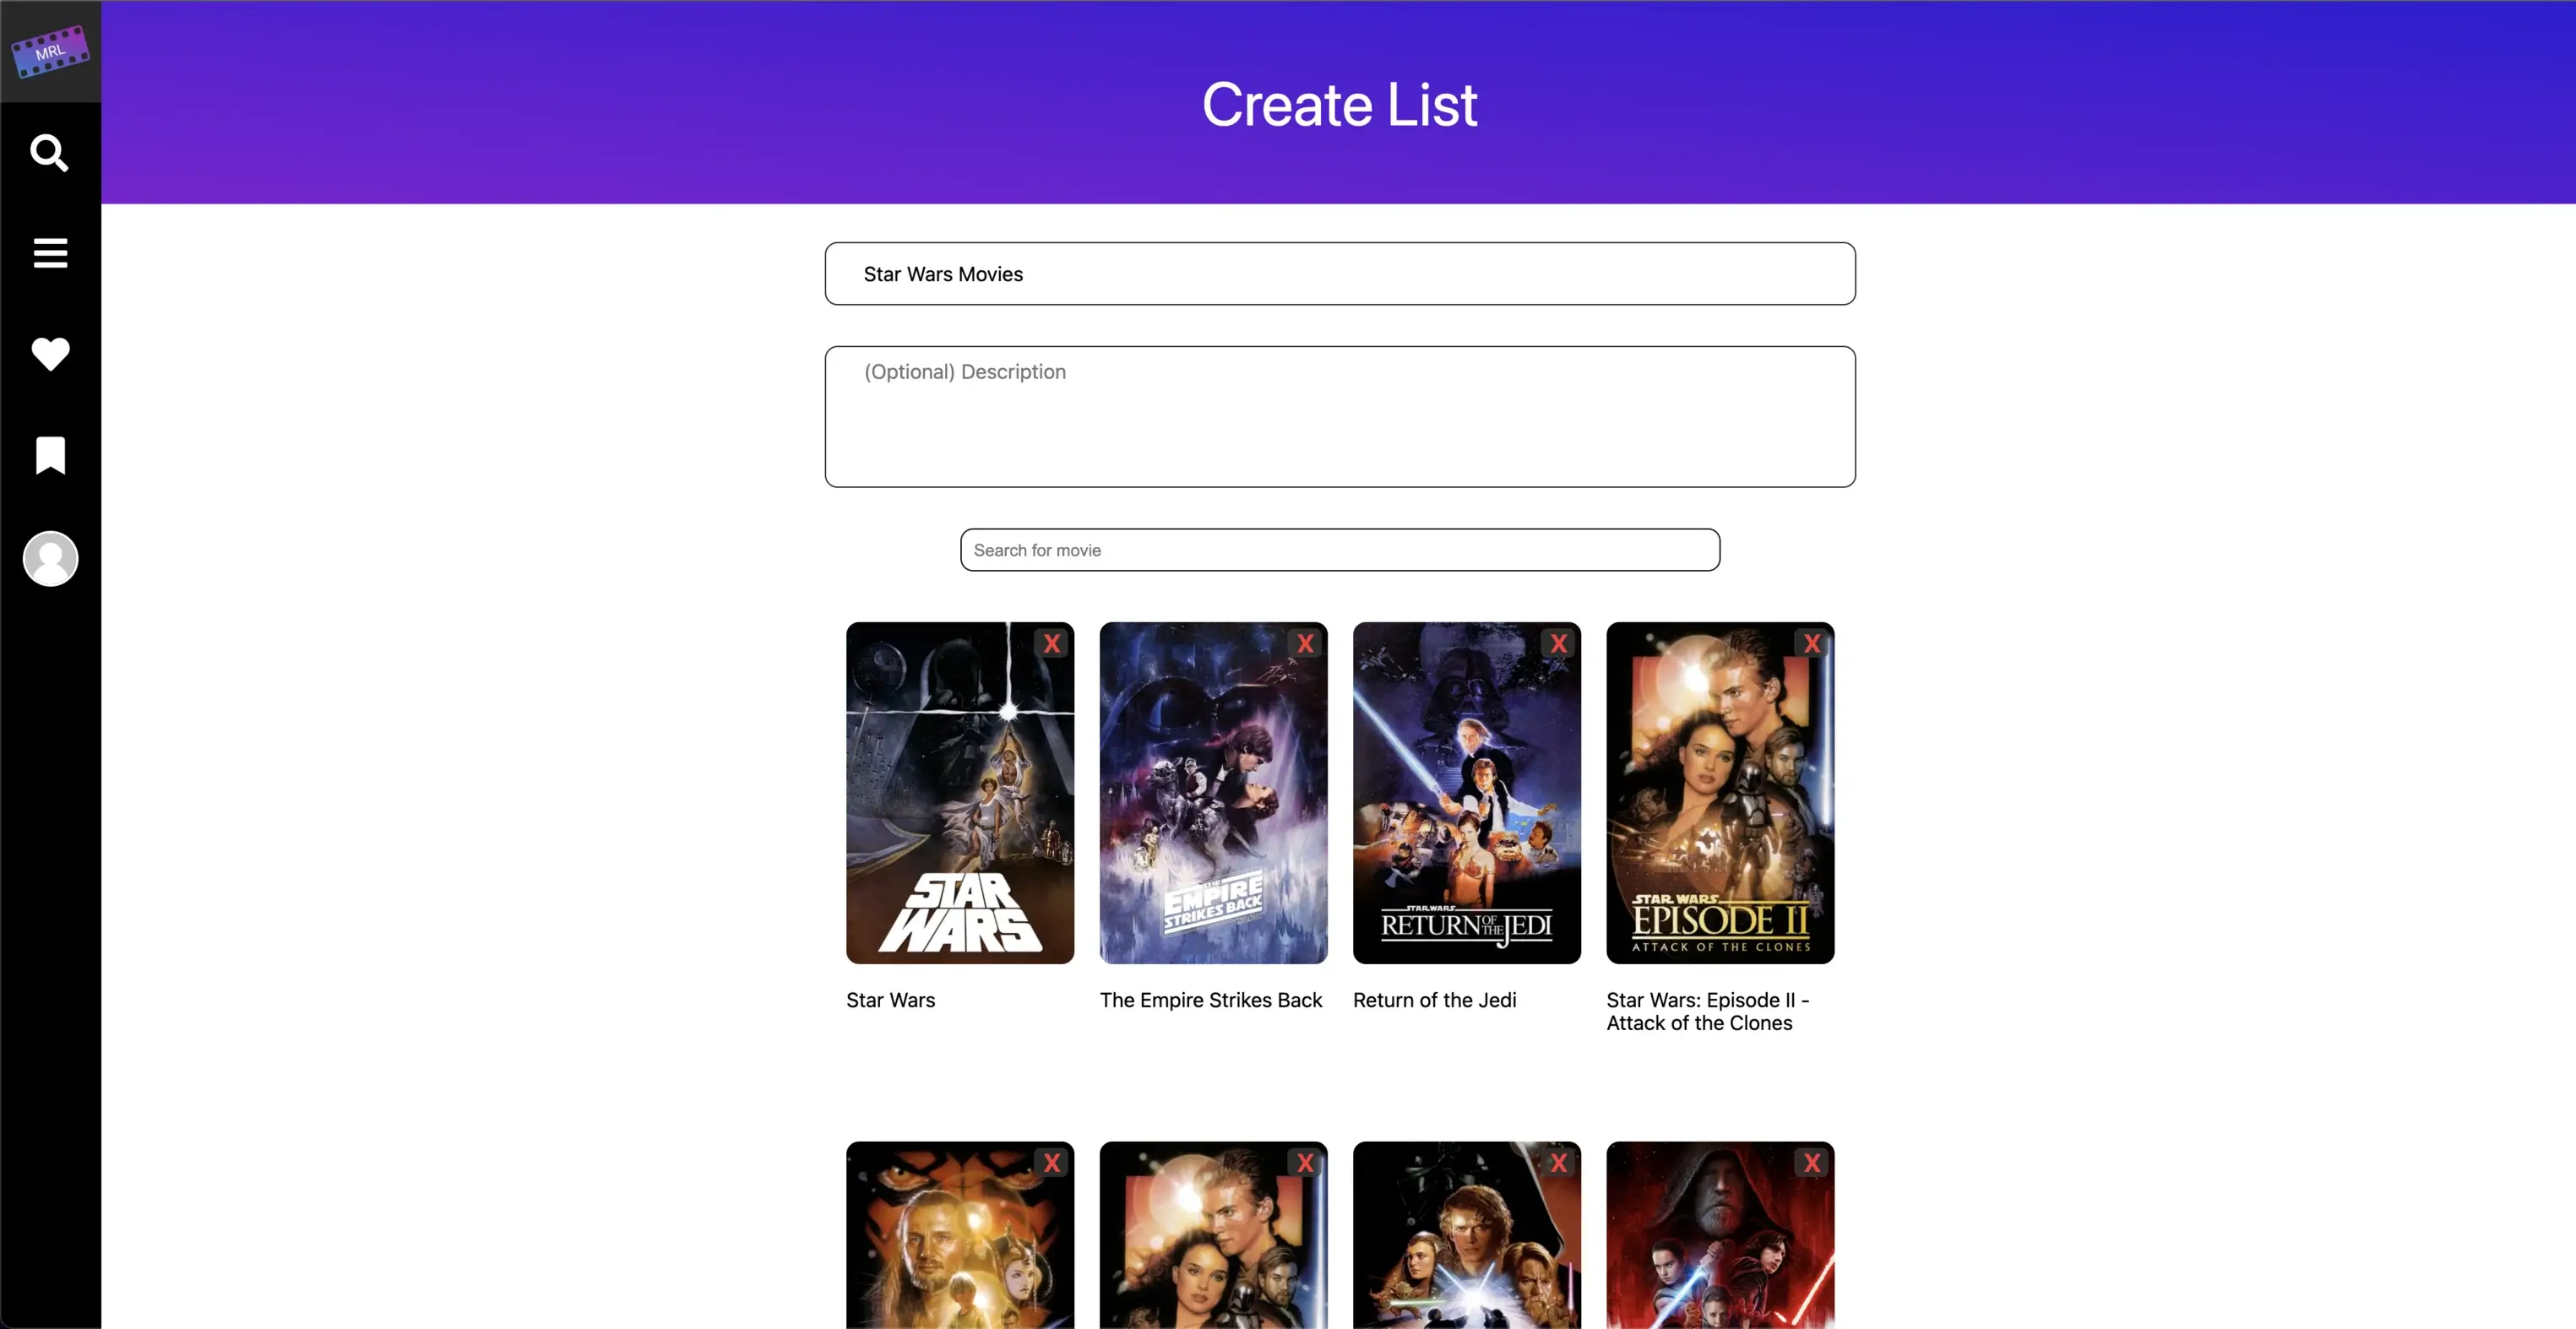 MRL
Create List
Star Wars Movies
(Optional) Description
Search for movie
X
X
X
X
STAR
WARS
THE
EMPIRE
STRIKES BACK
STAR WARS
RETURN OF THE JEDI
STAR WARS
EPISODE II
ATTACK OF THE CLONES
Star Wars
The Empire Strikes Back
Return of the Jedi
Star Wars: Episode II -
Attack of the Clones
X
X
X
X